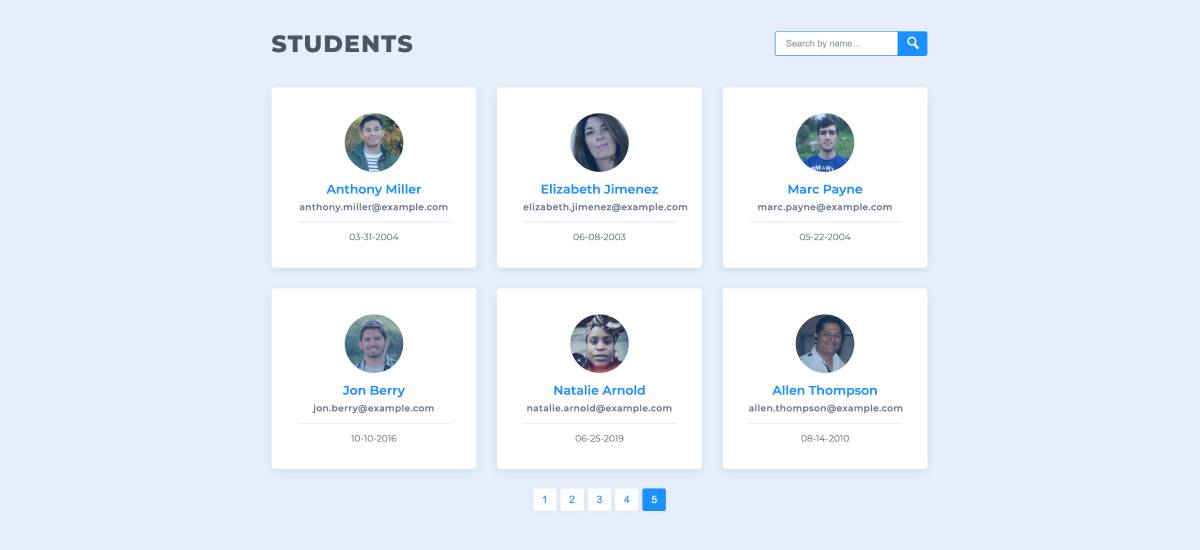 STUDENTS
Search by name...
Anthony Miller
anthony.miller@example.com
03-31-2004
Elizabeth Jimenez
elizabeth.jimenez@example.com
06-08-2003
Marc Payne
marc.payne@example.com
05-22-2004
Jon Berry
jon.berry@example.com
10-10-2016
Natalie Arnold
natalie.arnold@example.com
06-25-2019
Allen Thompson
allen.thompson@example.com
08-14-2010
1 2 3 4 5